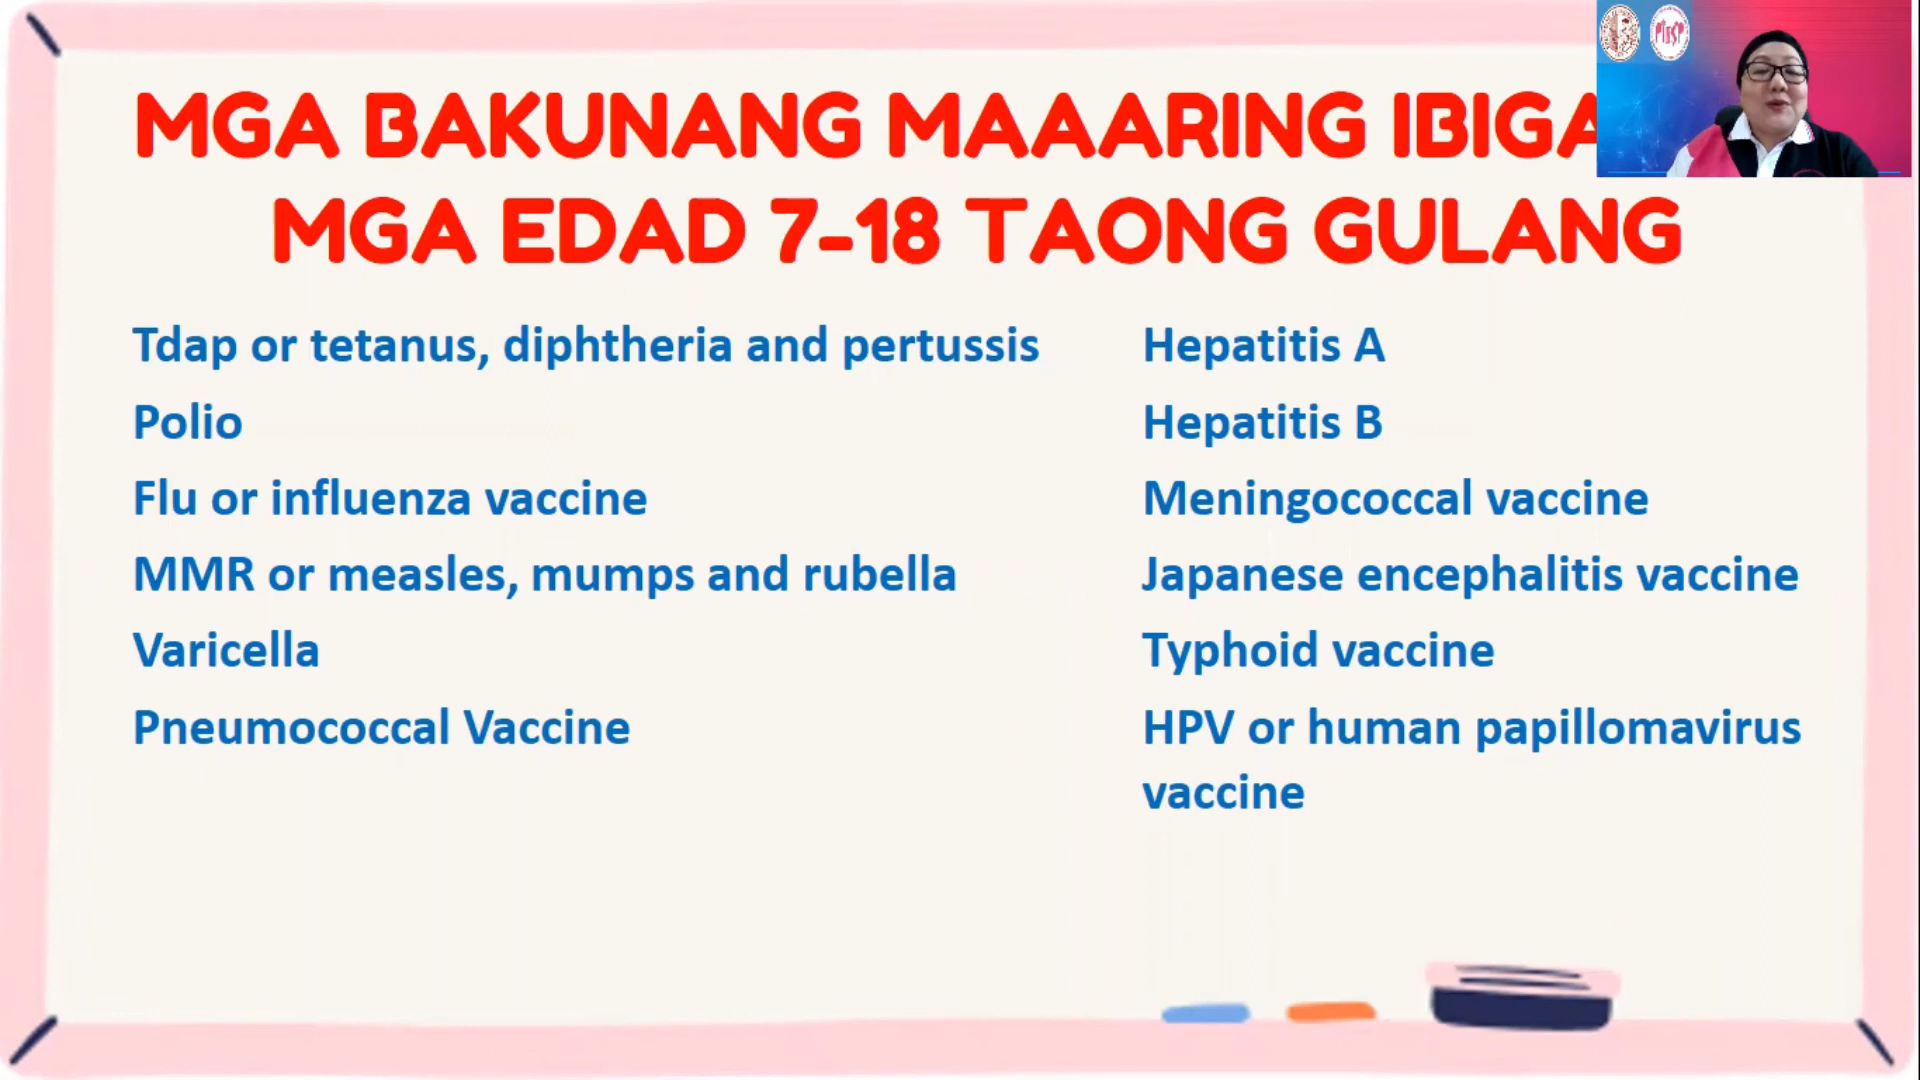 MGA BAKUNANG MAAARING
MGA EDAD 7-18 TAONG GULANG
Tdap or tetanus, diphtheria and pertussis
Polio
Flu or influenza vaccine
MMR or measles, mumps and rubella
Varicella
Pneumococcal Vaccine
Hepatitis A
Hepatitis B
Meningococcal vaccine
Japanese encephalitis vaccine
Typhoid vaccine
HPV or human papillomavirus
vaccine